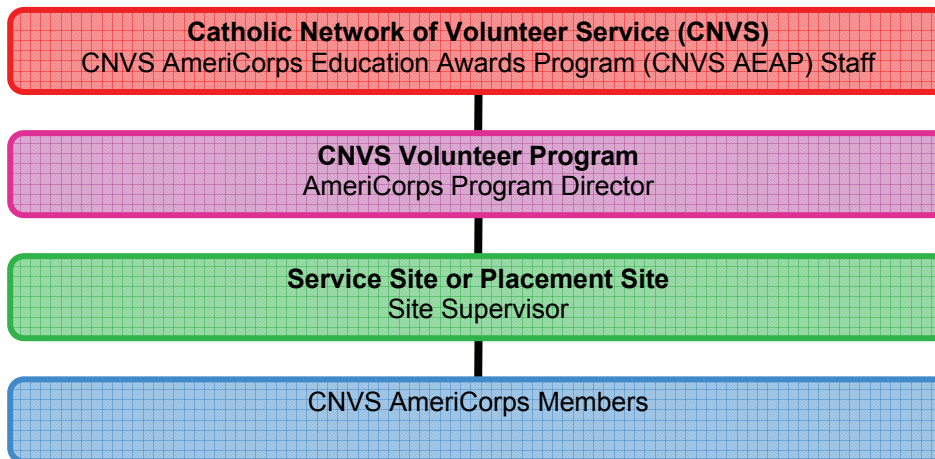 Catholic Network of Volunteer Service (CNVS)
CNVS AmeriCorps Education Awards Program (CNVS AEAP) Staff
CNVS Volunteer Program
AmeriCorps Program Director
Service Site or Placement Site
Site Supervisor
CNVS AmeriCorps Members